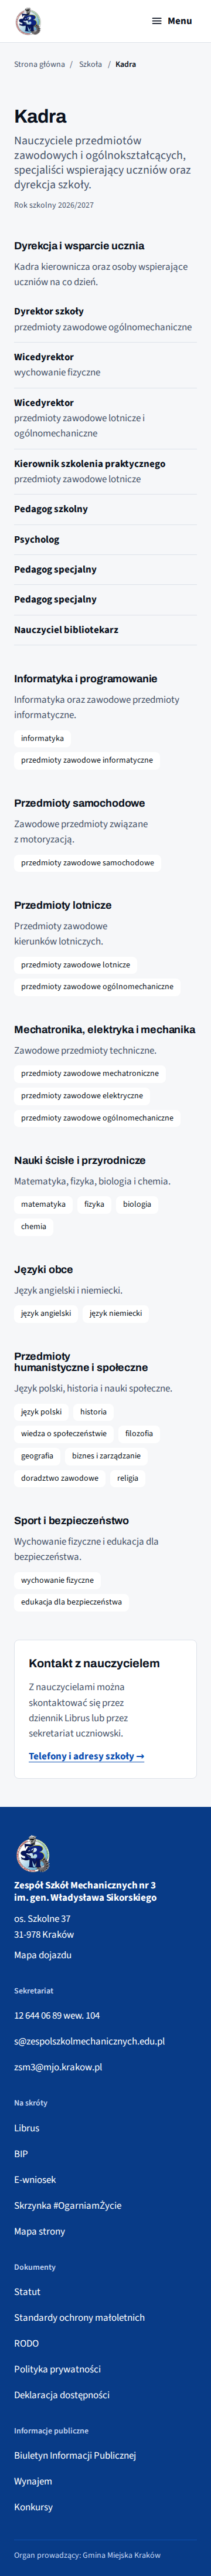 Menu
Strona główna / Szkoła / Kadra
Kadra
Nauczyciele przedmiotów
zawodowych i ogólnokształcących,
specjaliści wspierający uczniów oraz
dyrekcja szkoły.
Rok szkolny 2026/2027
Dyrekcja i wsparcie ucznia
Kadra kierownicza oraz osoby wspierające
uczniów na co dzień.
Dyrektor szkoły
przedmioty zawodowe ogólnomechaniczne
Wicedyrektor
wychowanie fizyczne
Wicedyrektor
przedmioty zawodowe lotnicze i
ogólnomechaniczne
Kierownik szkolenia praktycznego
przedmioty zawodowe lotnicze
Pedagog szkolny
Psycholog
Pedagog specjalny
Pedagog specjalny
Nauczyciel bibliotekarz
Informatyka i programowanie
Informatyka oraz zawodowe przedmioty
informatyczne.
informatyka
przedmioty zawodowe informatyczne
Przedmioty samochodowe
Zawodowe przedmioty związane
z motoryzacją.
przedmioty zawodowe samochodowe
Przedmioty lotnicze
Przedmioty zawodowe
kierunków lotniczych.
przedmioty zawodowe lotnicze
przedmioty zawodowe ogólnomechaniczne
Mechatronika, elektryka i mechanika
Zawodowe przedmioty techniczne.
przedmioty zawodowe mechatroniczne
przedmioty zawodowe elektryczne
przedmioty zawodowe ogólnomechaniczne
Nauki ścisłe i przyrodnicze
Matematyka, fizyka, biologia i chemia.
matematyka fizyka biologia
chemia
Języki obce
Język angielski i niemiecki.
język angielski język niemiecki
Przedmioty
humanistyczne i społeczne
Język polski, historia i nauki społeczne.
język polski historia
wiedza o społeczeństwie filozofia
geografia biznes i zarządzanie
doradztwo zawodowe religia
Sport i bezpieczeństwo
Wychowanie fizyczne i edukacja dla
bezpieczeństwa.
wychowanie fizyczne
edukacja dla bezpieczeństwa
Kontakt z nauczycielem
Z nauczycielami można
skontaktować się przez
dziennik Librus lub przez
sekretariat uczniowski.
Telefony i adresy szkoły →
Zespół Szkół Mechanicznych nr 3
im. gen. Władysława Sikorskiego
os. Szkolne 37
31-978 Kraków
Mapa dojazdu
Sekretariat
12 644 06 89 wew. 104
s@zespolszkolmechanicznych.edu.pl
zsm3@mjo.krakow.pl
Na skróty
Librus
BIP
E-wniosek
Skrzynka #OgarniamŻycie
Mapa strony
Dokumenty
Statut
Standardy ochrony małoletnich
RODO
Polityka prywatności
Deklaracja dostępności
Informacje publiczne
Biuletyn Informacji Publicznej
Wynajem
Konkursy
Organ prowadzący: Gmina Miejska Kraków